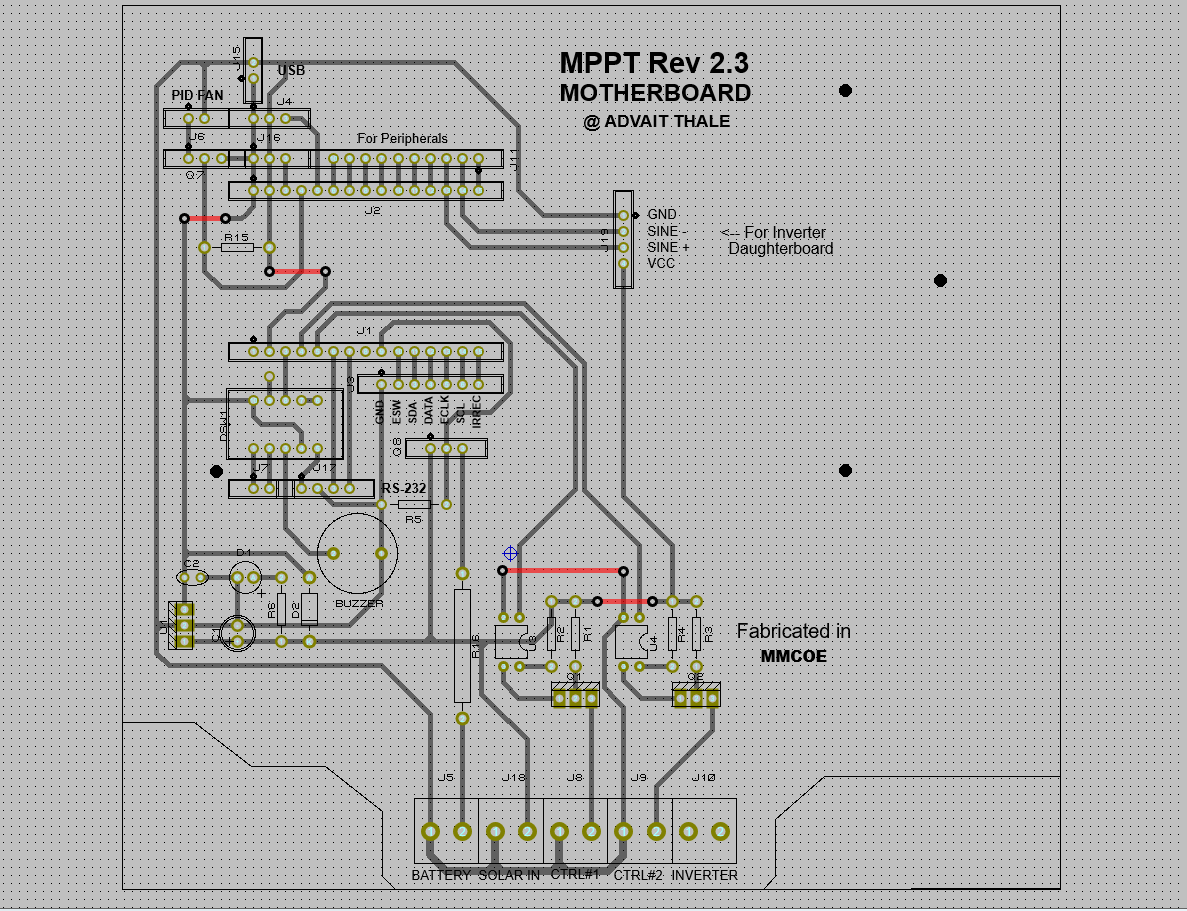 MPPT Rev 2.3
MOTHERBOARD
@ ADVAIT THALE
J15
USB
PID FAN
J4
J6
J16
For Peripherals
J11
Q7
J2
R15
J19
GND
SINE -
SINE +
VCC
<-- For Inverter
Daughterboard
J1
J3
GND
ESW
SDA
DATA
ECLK
SCL
IRREC
DSW1
Q8
J7
J17
RS-232
R5
D1
C2
BUZZER
R6
D2
U1
C1
R16
U3
R2
R1
U4
R4
R3
Q1
Q2
Fabricated in
MMCOE
J5
J18
J8
J9
J10
BATTERY
SOLAR IN
CTRL#1
CTRL#2
INVERTER